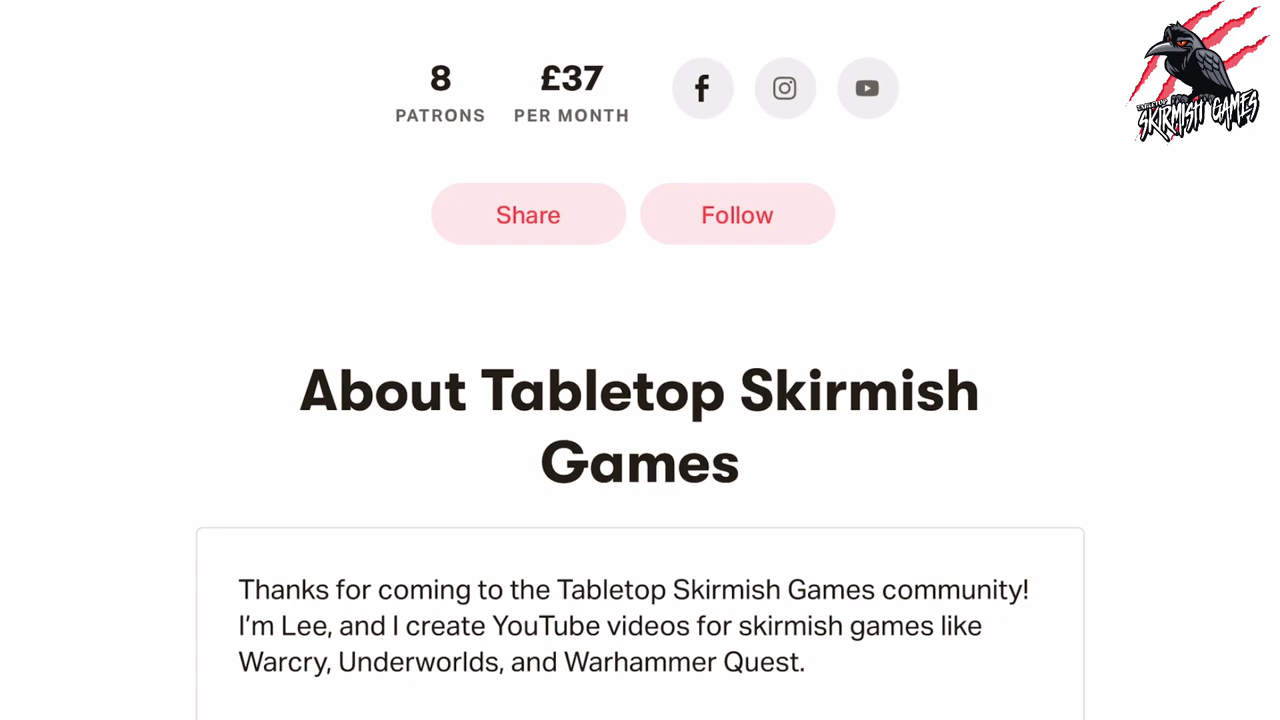 8
PATRONS
£37
PER MONTH
TABLETOP
SKIRMISH GAMES
Share
Follow
About Tabletop Skirmish
Games
Thanks for coming to the Tabletop Skirmish Games community!
I’m Lee, and I create YouTube videos for skirmish games like
Warcry, Underworlds, and Warhammer Quest.